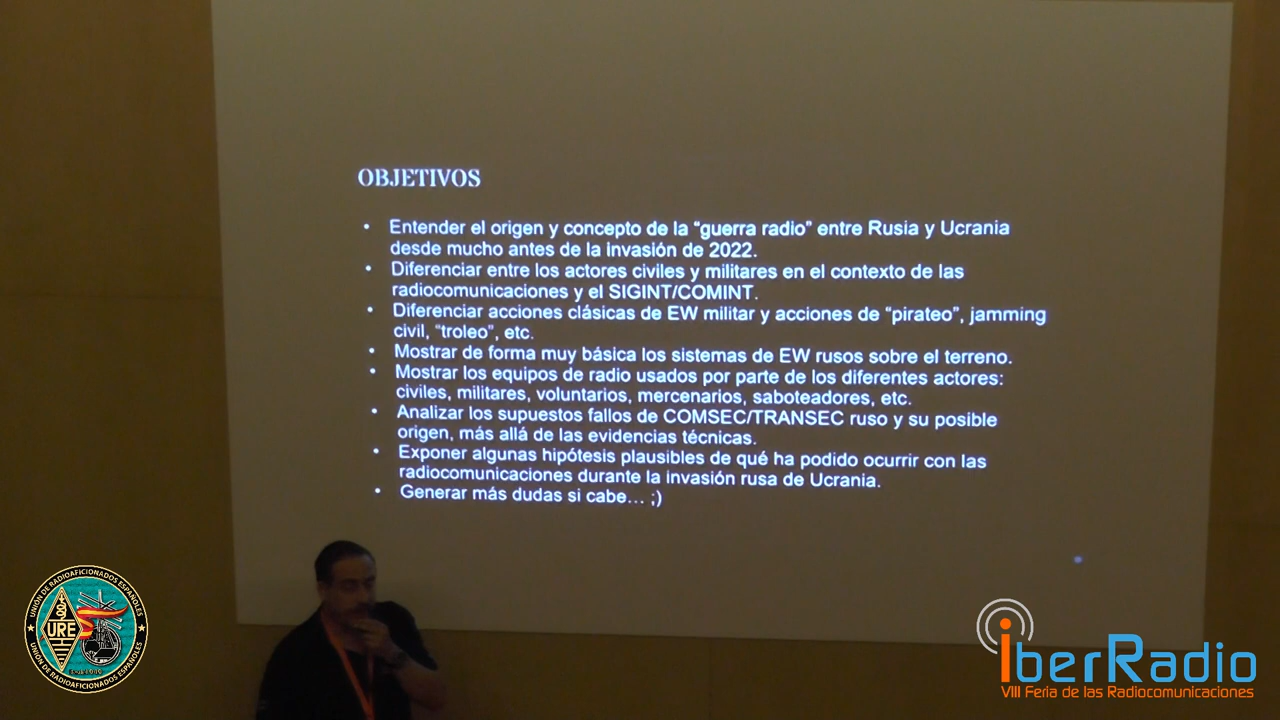 OBJETIVOS
• Entender el origen y concepto de la “guerra radio” entre Rusia y Ucrania
desde mucho antes de la invasión de 2022.
• Diferenciar entre los actores civiles y militares en el contexto de las
radiocomunicaciones y el SIGINT/COMINT.
• Diferenciar acciones clásicas de EW militar y acciones de “pirateo”, jamming
civil, “troleo”, etc.
• Mostrar de forma muy básica los sistemas de EW rusos sobre el terreno.
• Mostrar los equipos de radio usados por parte de los diferentes actores:
civiles, militares, voluntarios, mercenarios, saboteadores, etc.
• Analizar los supuestos fallos de COMSEC/TRANSEC ruso y su posible
origen, más allá de las evidencias técnicas.
• Exponer algunas hipótesis plausibles de qué ha podido ocurrir con las
radiocomunicaciones durante la invasión rusa de Ucrania.
• Generar más dudas si cabe… ;)
UNIÓN DE RADIOAFICIONADOS ESPAÑOLES
URE
UNIÓN DE RADIOAFICIONADOS ESPAÑOLES
iberRadio
VIII Feria de las Radiocomunicaciones